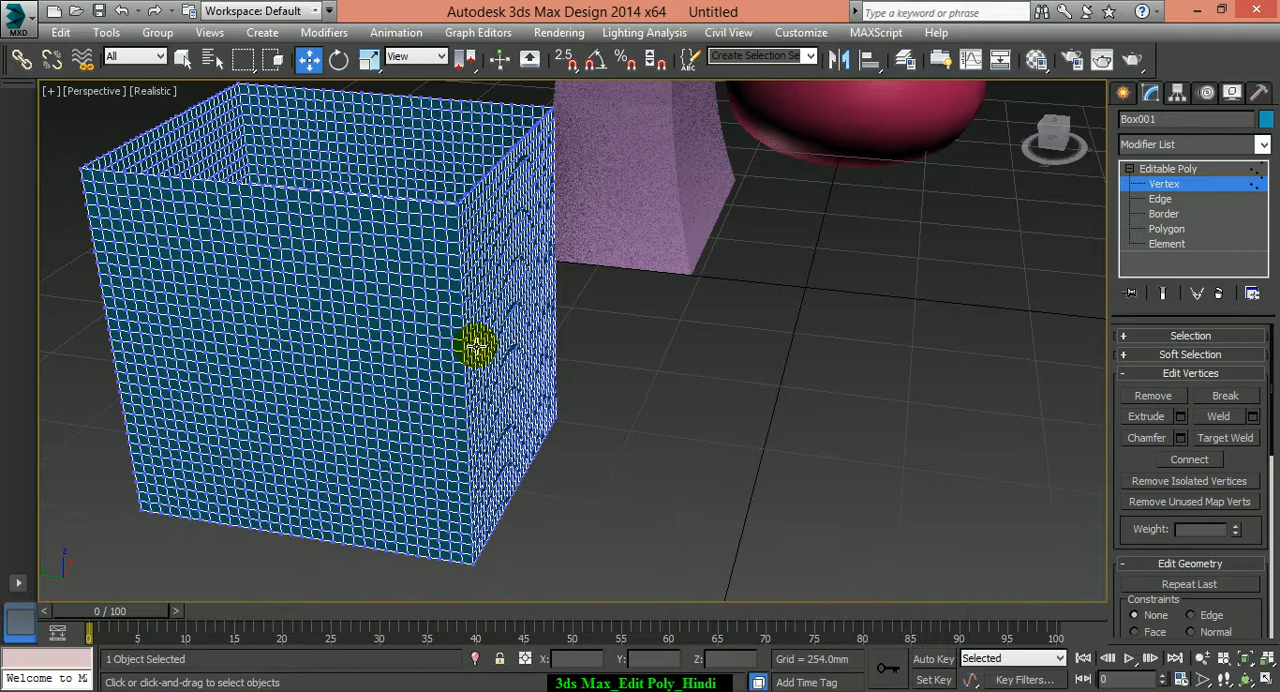 Workspace: Default
Autodesk 3ds Max Design 2014 x64 Untitled
Type a keyword or phrase
MXD
Edit Tools Group Views Create Modifiers Animation Graph Editors Rendering Lighting Analysis Civil View Customize MAXScript Help
All
View
2.5
Create Selection Se
[+] [Perspective] [Realistic]
Box001
Modifier List
Editable Poly
Vertex
Edge
Border
Polygon
Element
+ Selection
+ Soft Selection
- Edit Vertices
Remove Break
Extrude Weld
Chamfer Target Weld
Connect
Remove Isolated Vertices
Remove Unused Map Verts
Weight:
- Edit Geometry
Repeat Last
Constraints
None Edge
Face Normal
z
< 0 / 100 >
0 5 10 15 20 25 30 35 40 45 50 55 60 65 70 75 80 85 90 95 100
1 Object Selected
X: Y: Z:
Grid = 254.0mm
Auto Key Selected
Welcome to M
Click or click-and-drag to select objects
3ds Max_Edit Poly_Hindi
Add Time Tag
Set Key Key Filters...
0